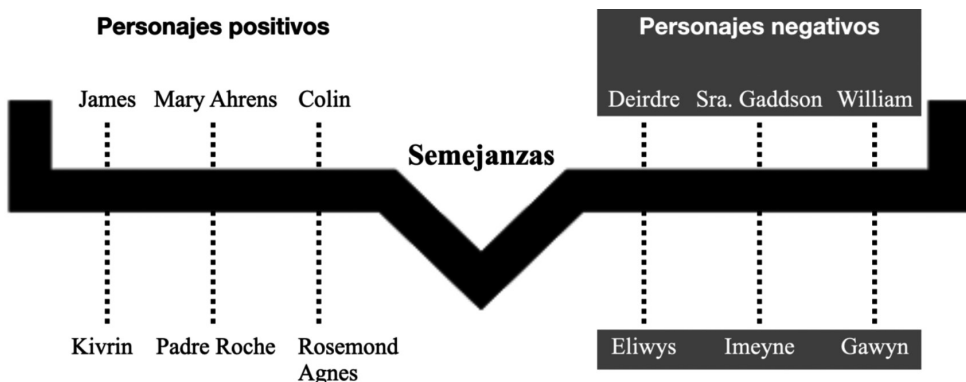 Personajes positivos
Personajes negativos
James Mary Ahrens Colin
Deirdre Sra. Gaddson William
Semejanzas
Kivrin Padre Roche Rosemond
Agnes
Eliwys Imeyne Gawyn